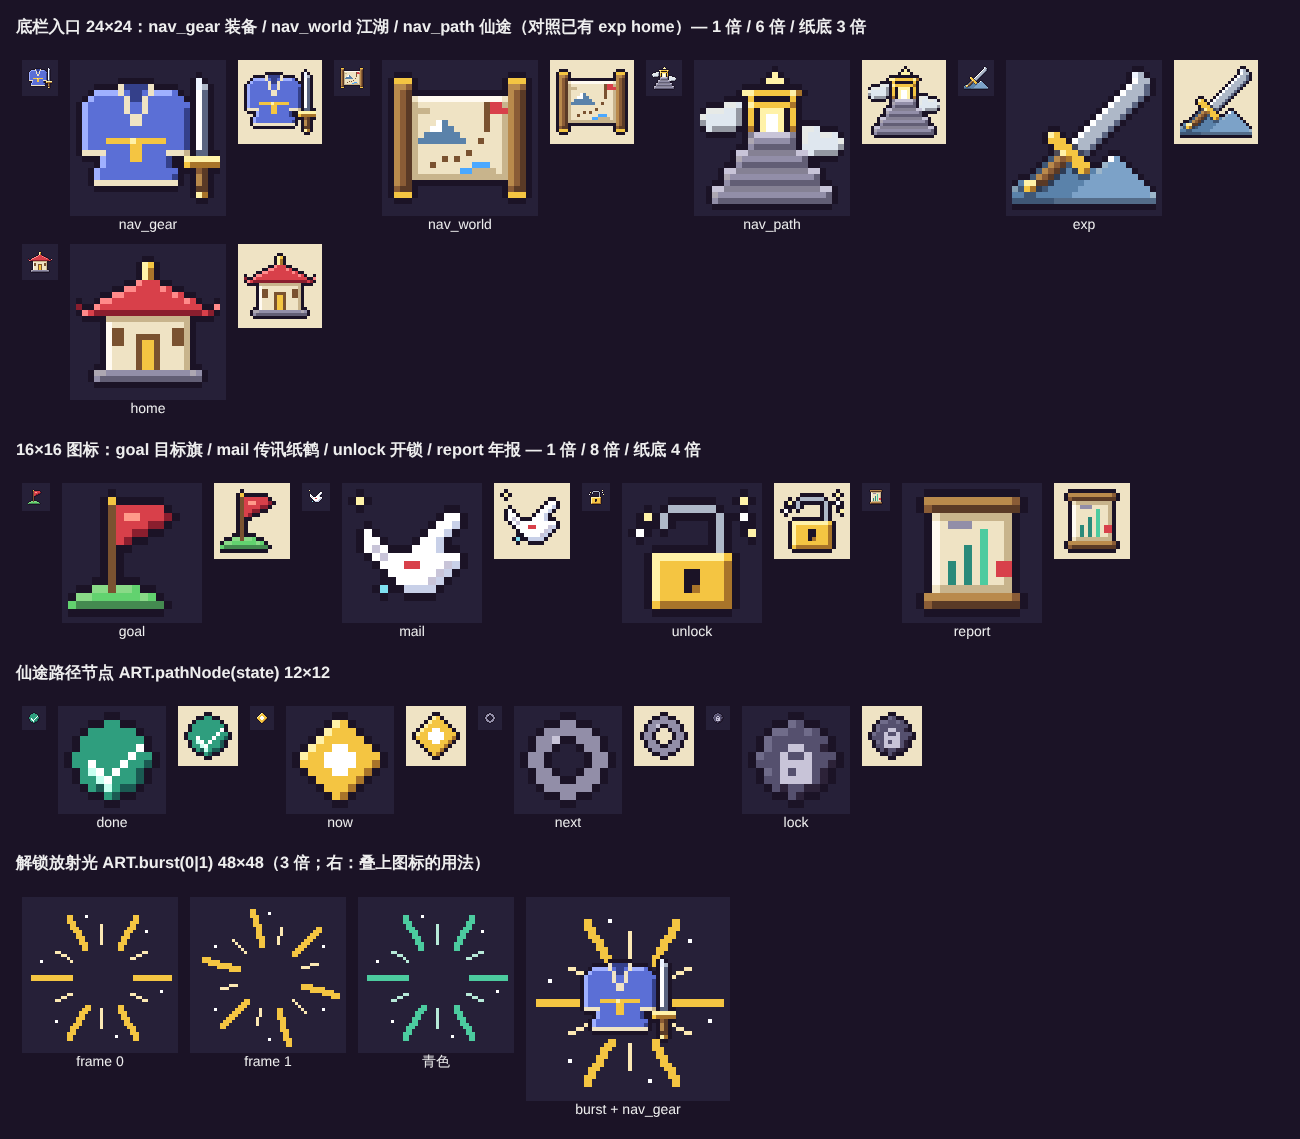 底栏入口 24×24：nav_gear 装备 / nav_world 江湖 / nav_path 仙途（对照已有 exp home）— 1 倍 / 6 倍 / 纸底 3 倍
nav_gear
nav_world
nav_path
exp
home
16×16 图标：goal 目标旗 / mail 传讯纸鹤 / unlock 开锁 / report 年报 — 1 倍 / 8 倍 / 纸底 4 倍
goal
mail
unlock
report
仙途路径节点 ART.pathNode(state) 12×12
done
now
next
lock
解锁放射光 ART.burst(0|1) 48×48（3 倍；右：叠上图标的用法）
frame 0
frame 1
青色
burst + nav_gear